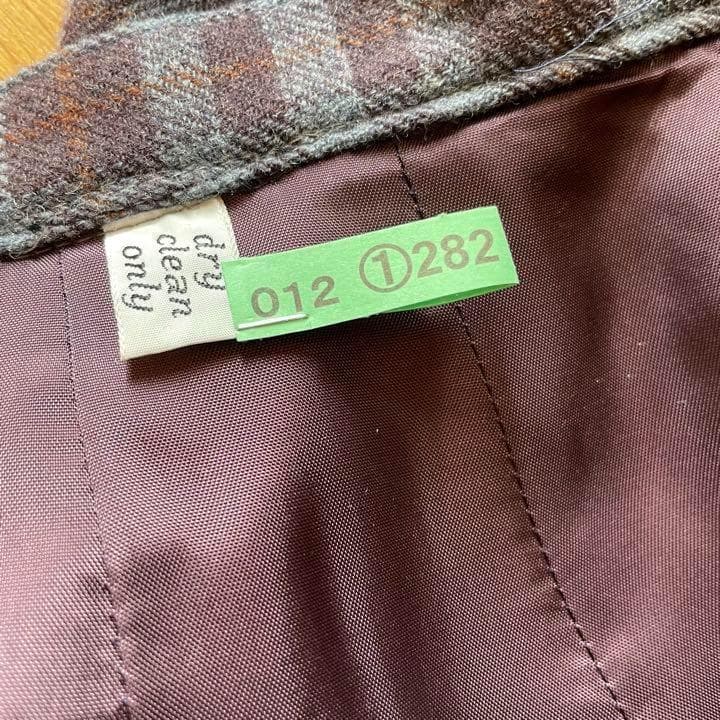 dry
clean
only
012 ①282